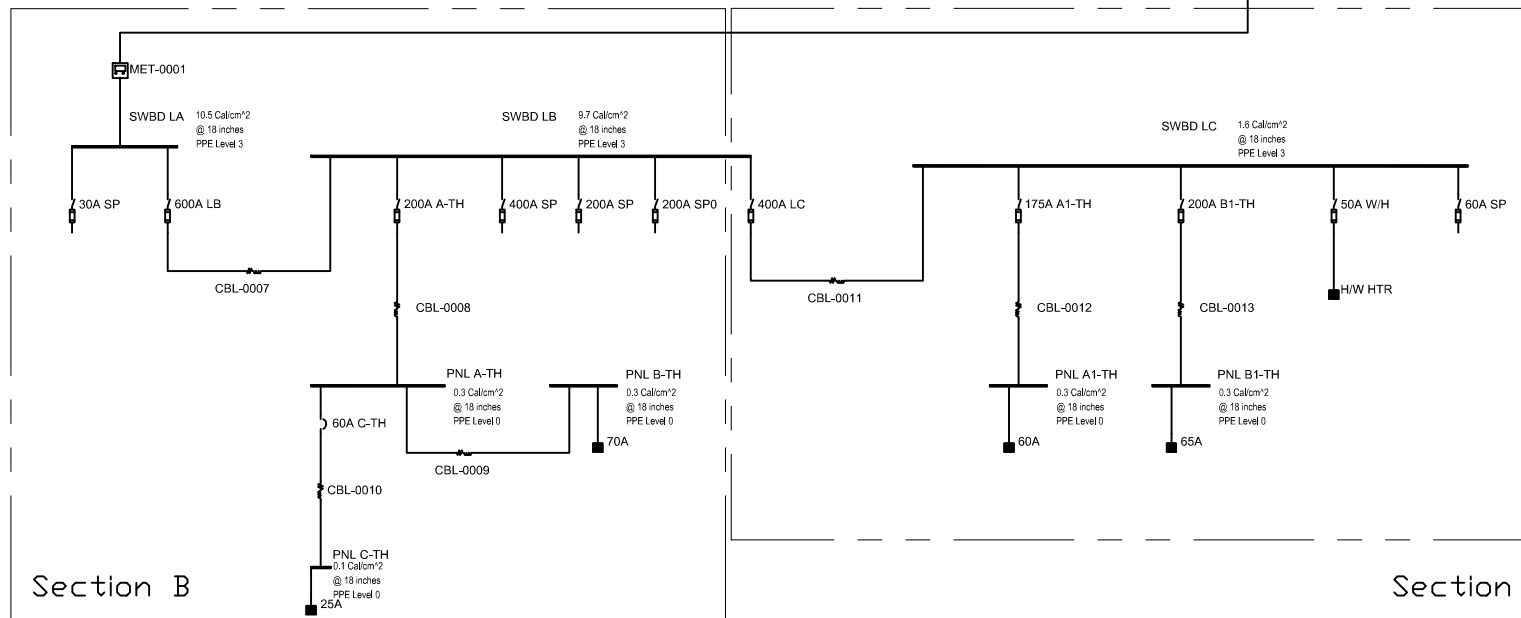 MET-0001
SWBD LA
10.5 Cal/cm^2
@ 18 inches
PPE Level 3
SWBD LB
9.7 Cal/cm^2
@ 18 inches
PPE Level 3
SWBD LC
1.6 Cal/cm^2
@ 18 inches
PPE Level 3
30A SP
600A LB
200A A-TH
400A SP
200A SP
200A SP0
400A LC
175A A1-TH
200A B1-TH
50A W/H
60A SP
CBL-0007
CBL-0011
H/W HTR
CBL-0008
CBL-0012
CBL-0013
PNL A-TH
0.3 Cal/cm^2
@ 18 inches
PPE Level 0
PNL B-TH
0.3 Cal/cm^2
@ 18 inches
PPE Level 0
PNL A1-TH
0.3 Cal/cm^2
@ 18 inches
PPE Level 0
PNL B1-TH
0.3 Cal/cm^2
@ 18 inches
PPE Level 0
60A C-TH
70A
60A
65A
CBL-0009
CBL-0010
PNL C-TH
0.1 Cal/cm^2
@ 18 inches
PPE Level 0
25A
Section B
Section